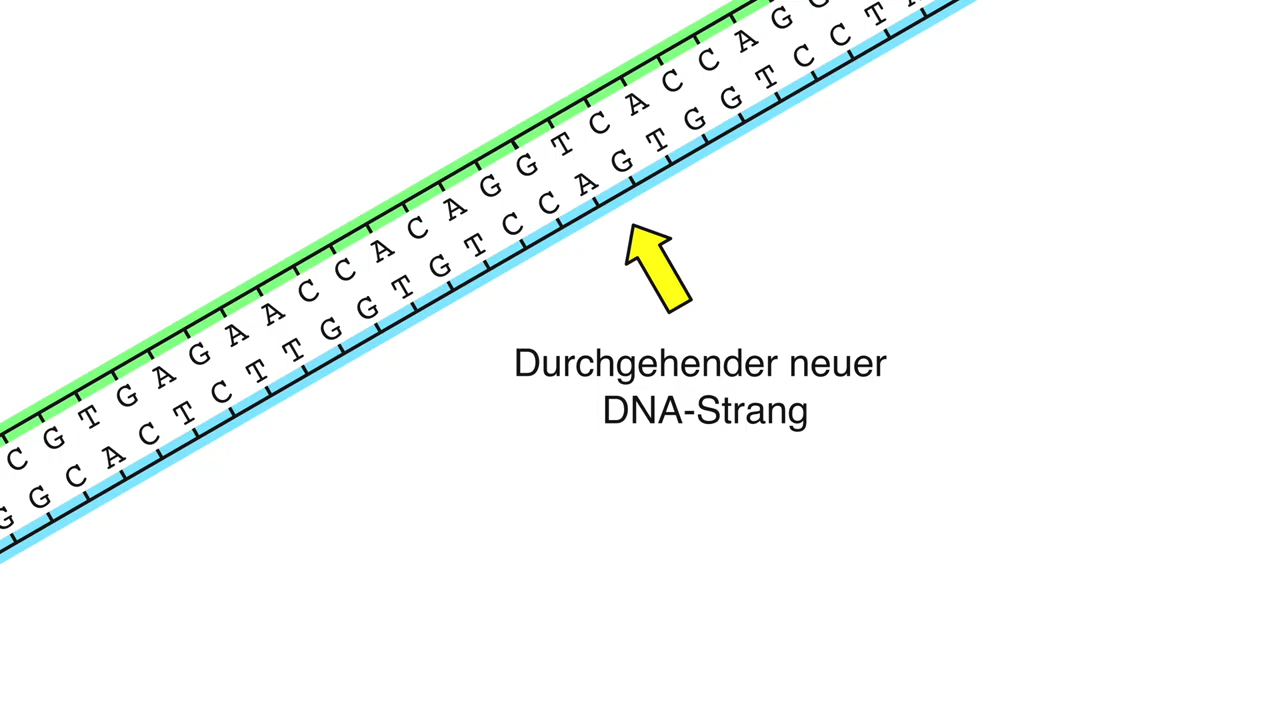 C G T G A G A A C C A C A G G T C A C C A G
G G C A C T C T T G G T G T C C A G T G G T C C T
Durchgehender neuer
DNA-Strang